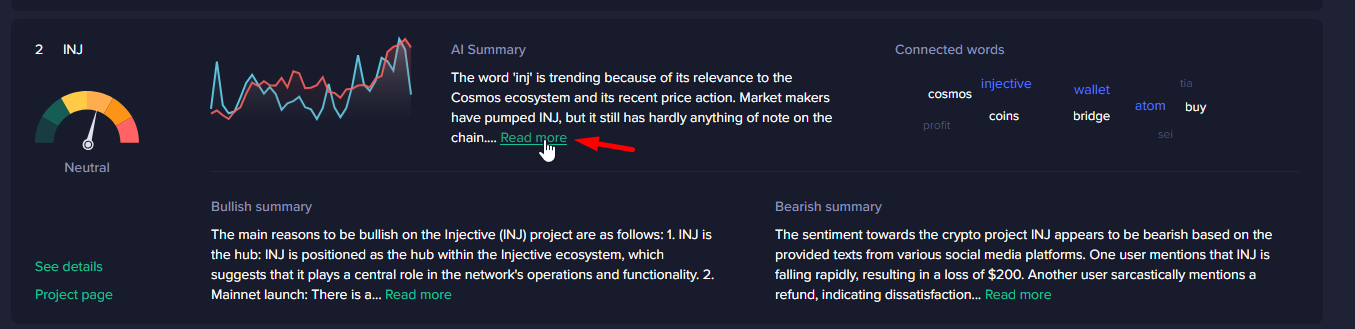 2 INJ
AI Summary
Connected words
The word 'inj' is trending because of its relevance to the
Cosmos ecosystem and its recent price action. Market makers
have pumped INJ, but it still has hardly anything of note on the
chain.... Read more
injective
tia
cosmos
wallet
atom
buy
coins
bridge
profit
sei
Neutral
Bullish summary
The main reasons to be bullish on the Injective (INJ) project are as follows: 1. INJ is
the hub: INJ is positioned as the hub within the Injective ecosystem, which
suggests that it plays a central role in the network's operations and functionality. 2.
Mainnet launch: There is a... Read more
Bearish summary
The sentiment towards the crypto project INJ appears to be bearish based on the
provided texts from various social media platforms. One user mentions that INJ is
falling rapidly, resulting in a loss of $200. Another user sarcastically mentions a
refund, indicating dissatisfaction... Read more
See details
Project page